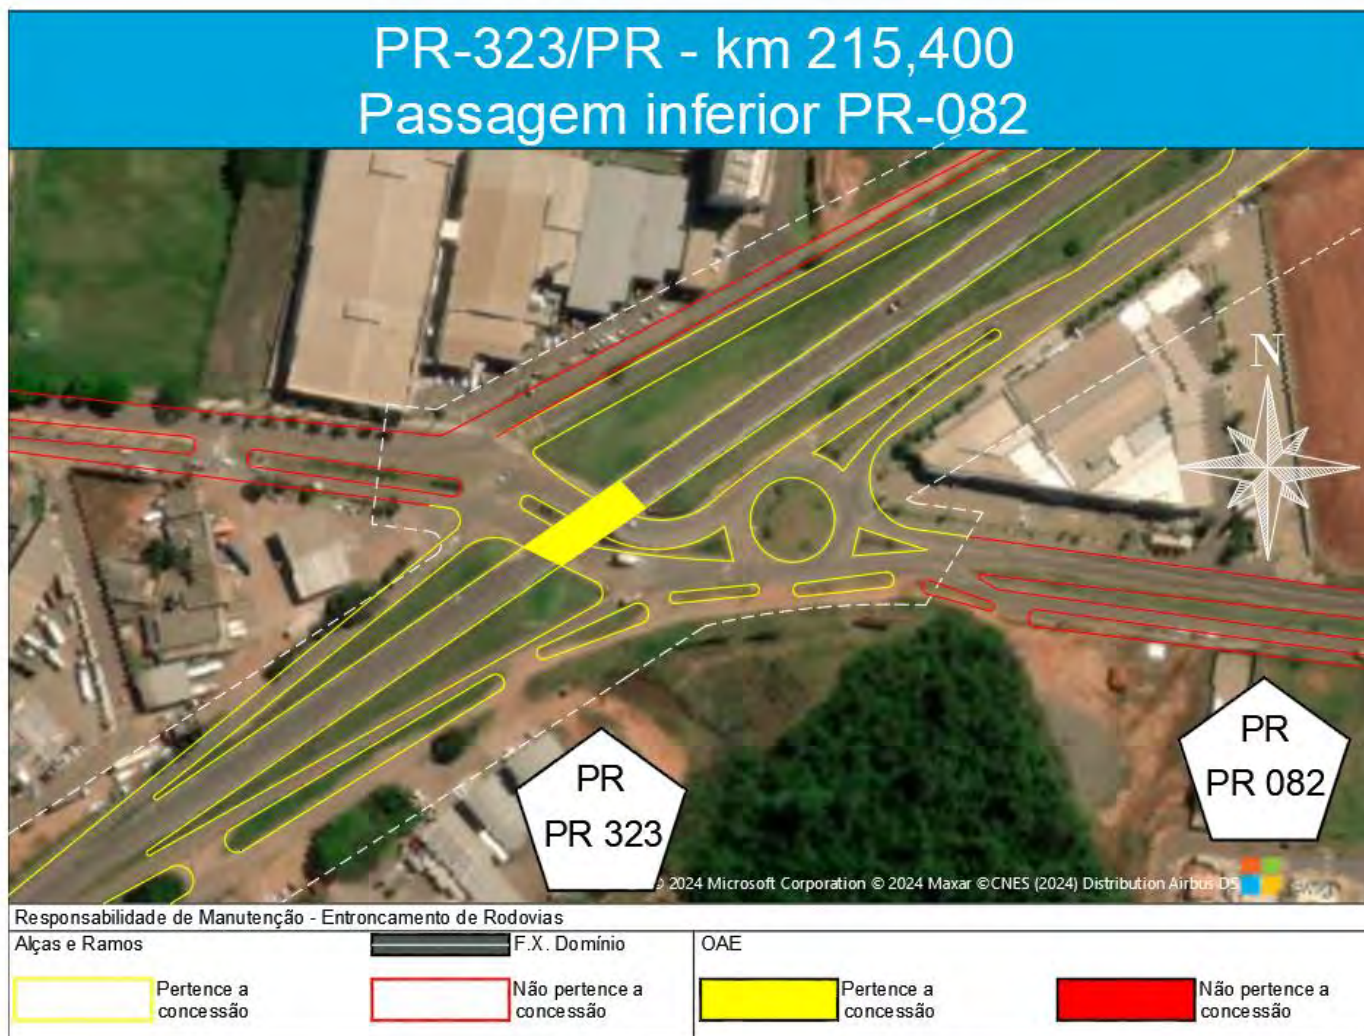 PR-323/PR - km 215,400
Passagem inferior PR-082
N
PR
PR 082
PR
PR 323
2024 Microsoft Corporation © 2024 Maxar ©CNES (2024) Distribution Airbus DS
Responsabilidade de Manutenção - Entroncamento de Rodovias
Alças e Ramos
F.X. Domínio
OAE
Pertence a
concessão
Não pertence a
concessão
Pertence a
concessão
Não pertence a
concessão